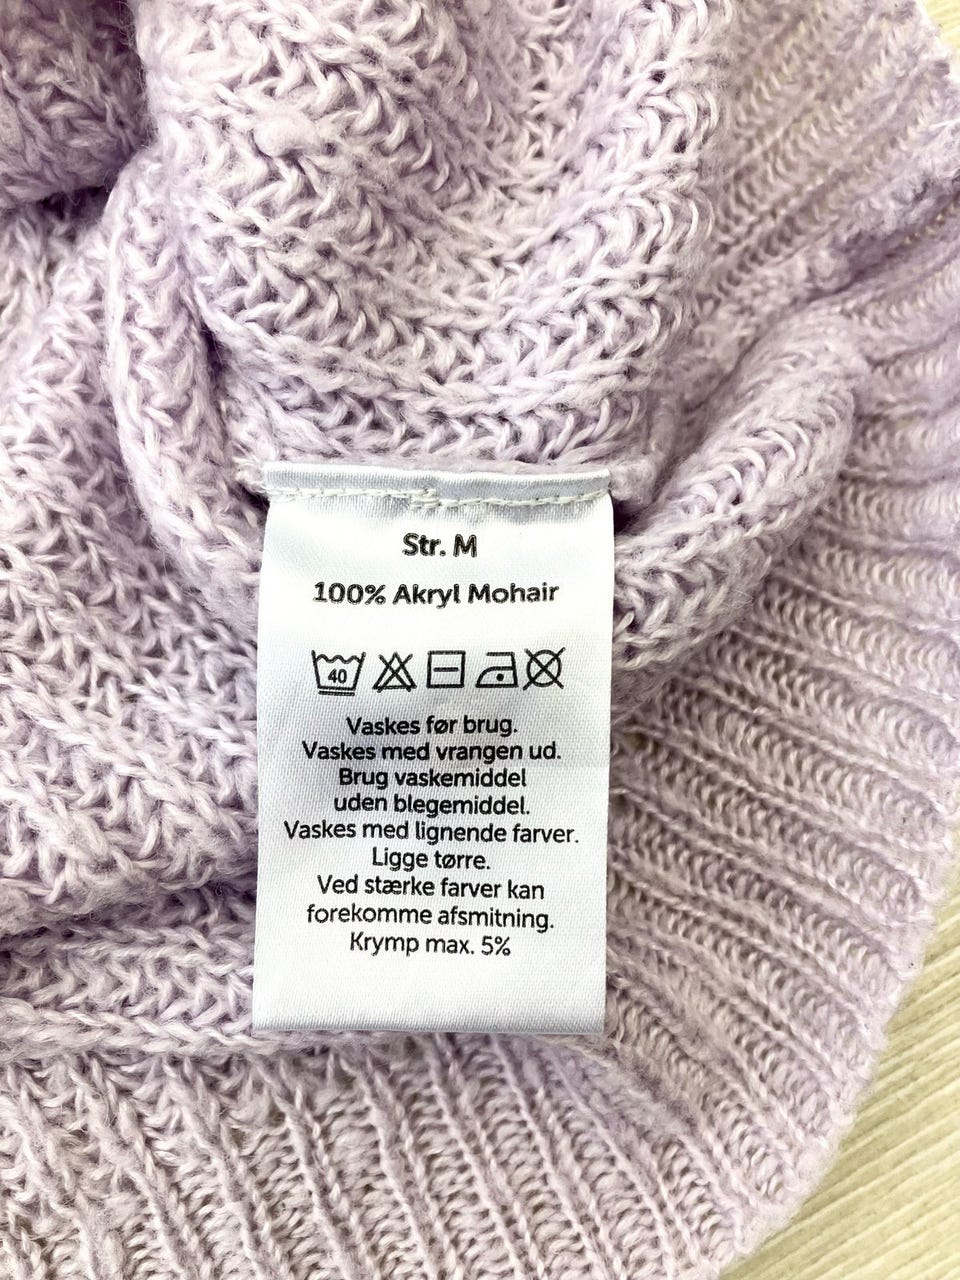 Str. M
100% Akryl Mohair
40
Vaskes før brug.
Vaskes med vrangen ud.
Brug vaskemiddel
uden blegemiddel.
Vaskes med lignende farver.
Ligge tørre.
Ved stærke farver kan
forekomme afsmitning.
Krymp max. 5%